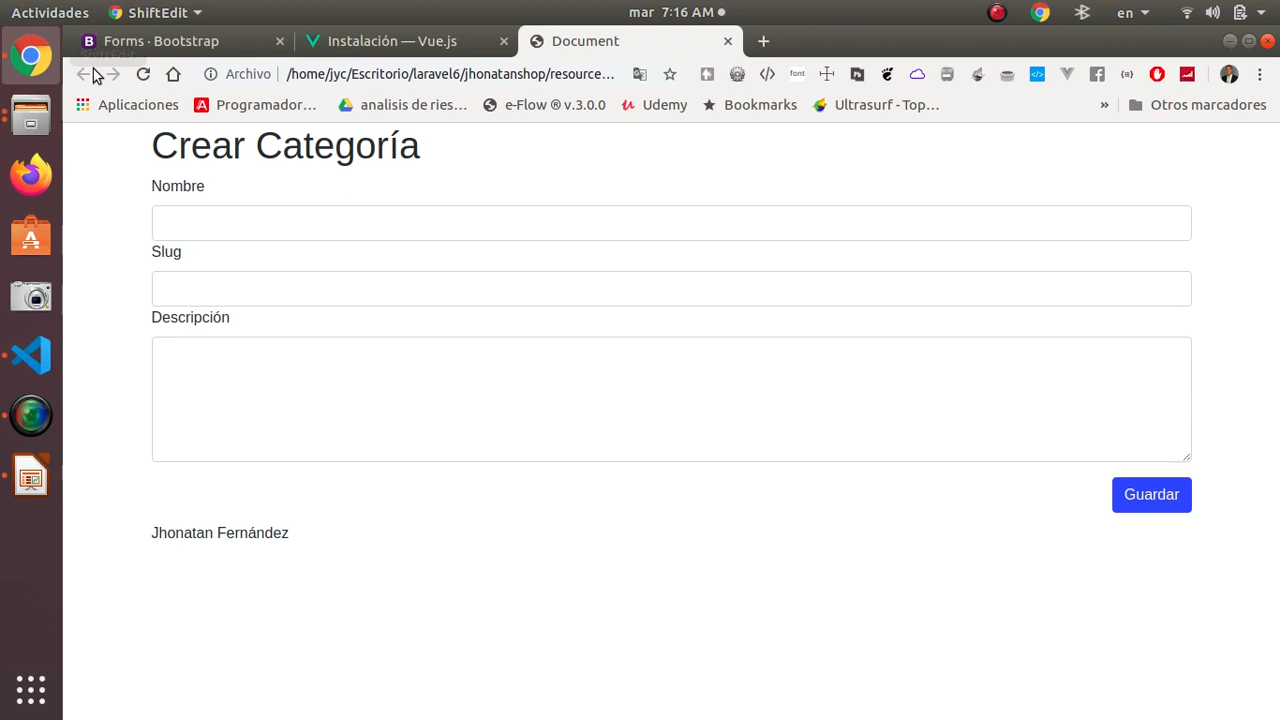 Actividades ShiftEdit mar 7:16 AM en
Forms · Bootstrap Instalación — Vue.js Document
Archivo /home/jyc/Escritorio/laravel6/jhonatanshop/resource...
Aplicaciones Programador... analisis de ries... e-Flow ® v.3.0.0 Udemy Bookmarks Ultrasurf - Top... » Otros marcadores
Crear Categoría
Nombre
Slug
Descripción
Guardar
Jhonatan Fernández